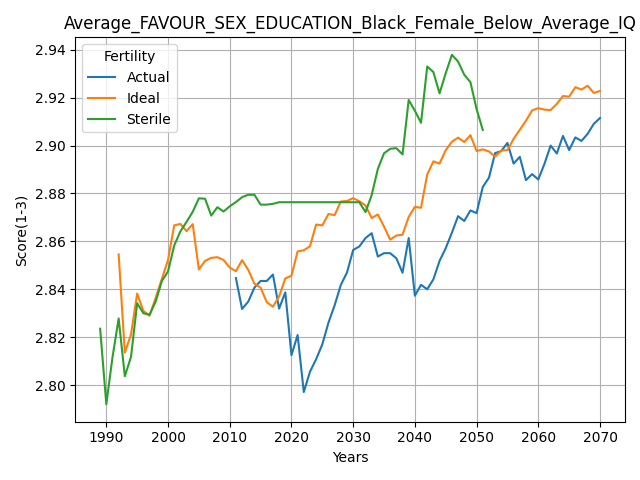 Average_FAVOUR_SEX_EDUCATION_Black_Female_Below_Average_IQ
Fertility
Actual
Ideal
Sterile
Score(1-3)
2.94
2.92
2.90
2.88
2.86
2.84
2.82
2.80
1990 2000 2010 2020 2030 2040 2050 2060 2070
Years